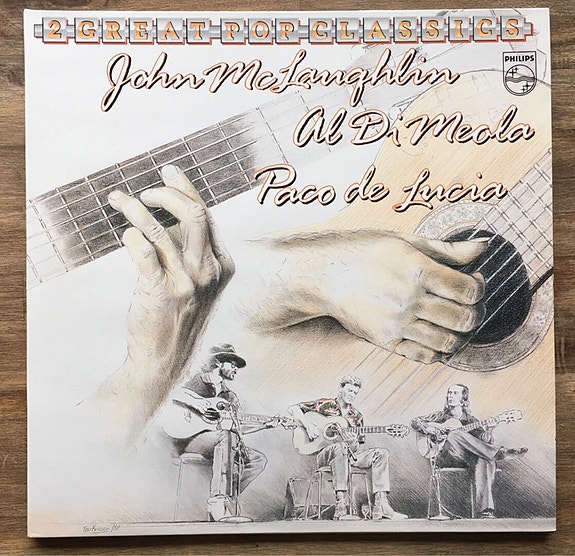 2 GREAT POP CLASSICS
John McLaughlin
PHILIPS
Al Di Meola
Paco de Lucia